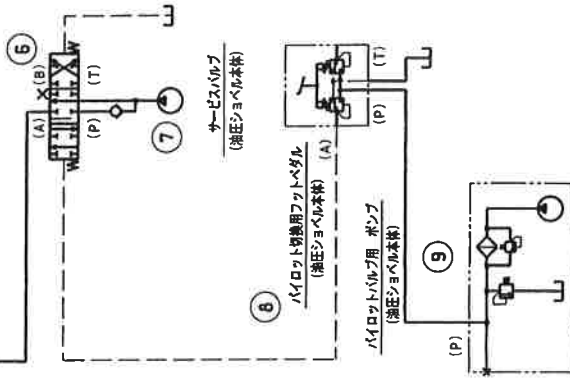 ⑥
(A)
(B)
(P)
(T)
⑦
サービスバルブ
(油圧ショベル本体)
⑧
パイロット切換用フットペダル
(油圧ショベル本体)
(A)
(P)
(T)
パイロットバルブ用 ポンプ
(油圧ショベル本体)
⑨
(P)